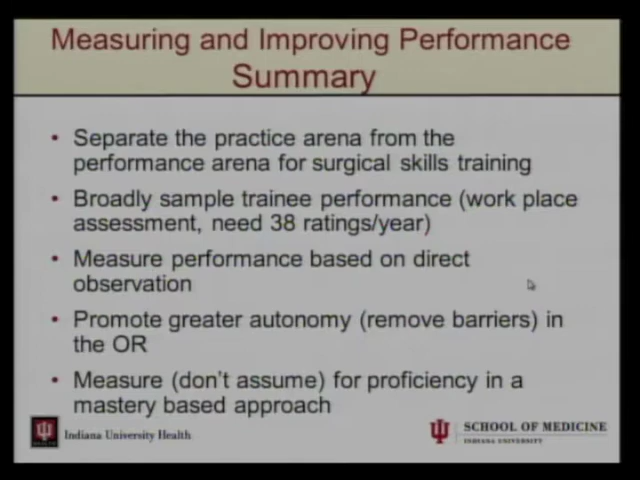 Measuring and Improving Performance
Summary
• Separate the practice arena from the
performance arena for surgical skills training
• Broadly sample trainee performance (work place
assessment, need 38 ratings/year)
• Measure performance based on direct
observation
• Promote greater autonomy (remove barriers) in
the OR
• Measure (don't assume) for proficiency in a
mastery based approach
Indiana University Health
SCHOOL OF MEDICINE
INDIANA UNIVERSITY